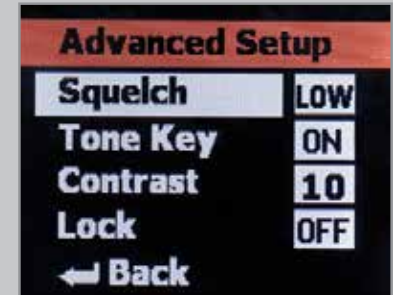 Advanced Setup
Squelch LOW
Tone Key ON
Contrast 10
Lock OFF
Back